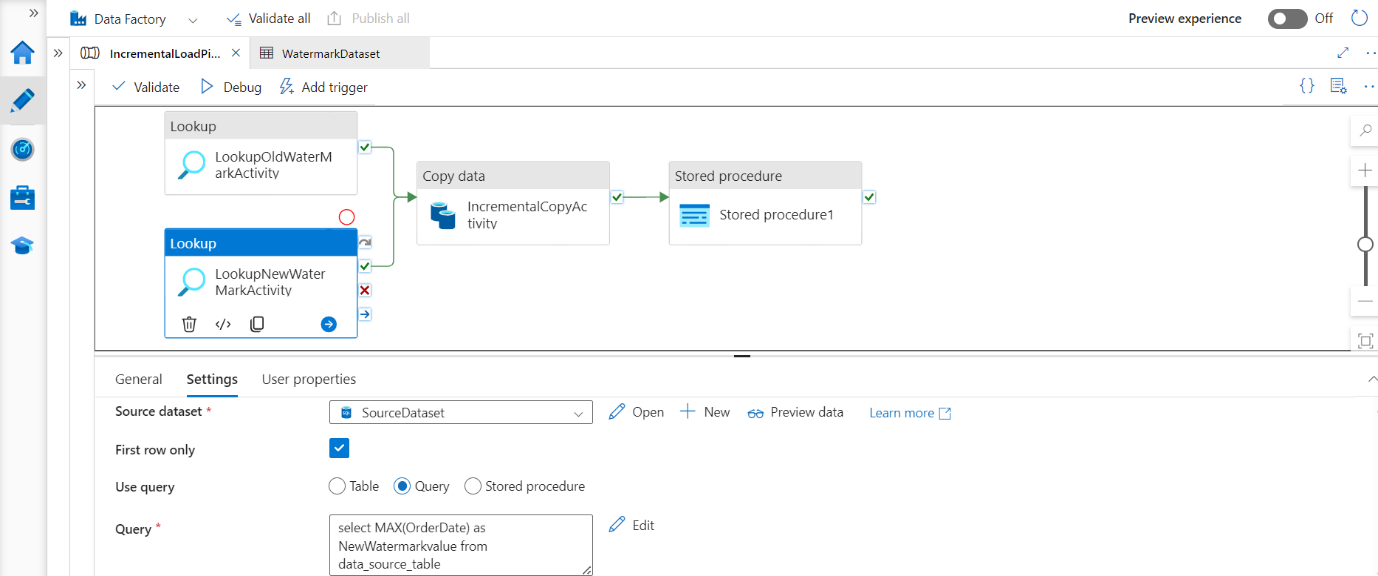 Data Factory
Validate all
Publish all
Preview experience
Off
IncrementalLoadPi...
WatermarkDataset
Validate
Debug
Add trigger
Lookup
LookupOldWaterM
arkActivity
Copy data
IncrementalCopyAc
tivity
Stored procedure
Stored procedure1
Lookup
LookupNewWater
MarkActivity
General
Settings
User properties
Source dataset *
SourceDataset
Open
New
Preview data
Learn more
First row only
Use query
Table
Query
Stored procedure
Query *
select MAX(OrderDate) as
NewWatermarkvalue from
data_source_table
Edit